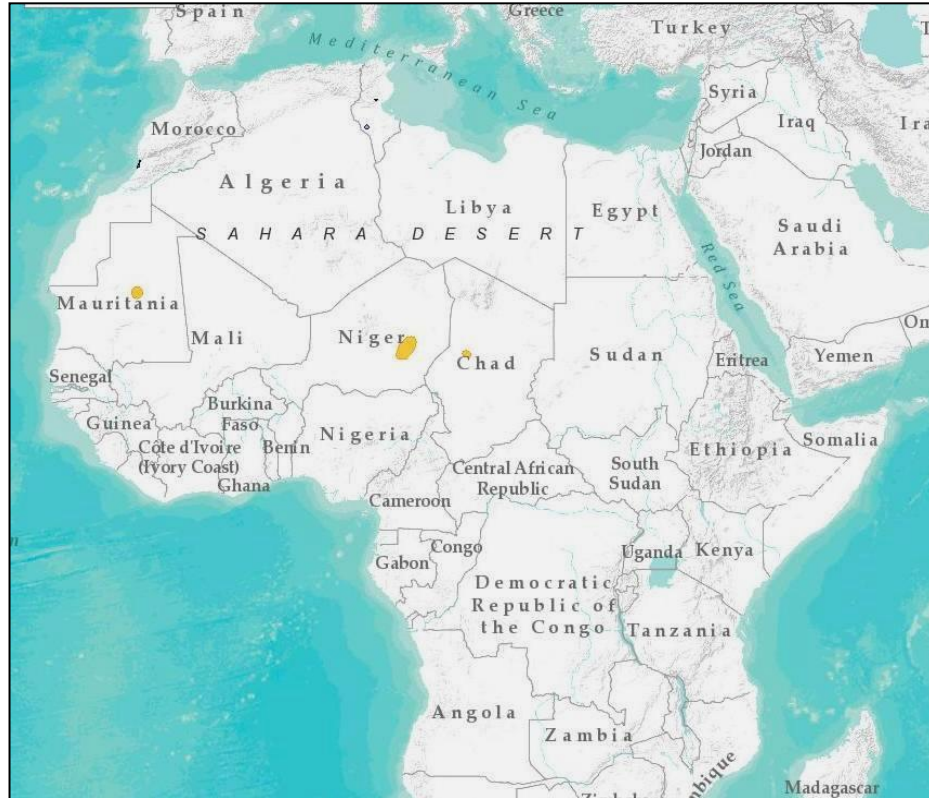 Spain
Greece
Turkey
Mediterranean Sea
Syria
Morocco
Iraq
Jordan
Algeria
Libya
Egypt
Saudi
Arabia
SAHARA DESERT
Red Sea
Mauritania
Mali
Niger
Chad
Sudan
Eritrea
Yemen
Senegal
Burkina
Faso
Guinea
Côte d'Ivoire
(Ivory Coast)
Benin
Nigeria
Ghana
Ethiopia
Somalia
Central African
Republic
South
Sudan
Cameroon
Congo
Gabon
Uganda
Kenya
Democratic
Republic of
the Congo
Tanzania
Angola
Zambia
Madagascar